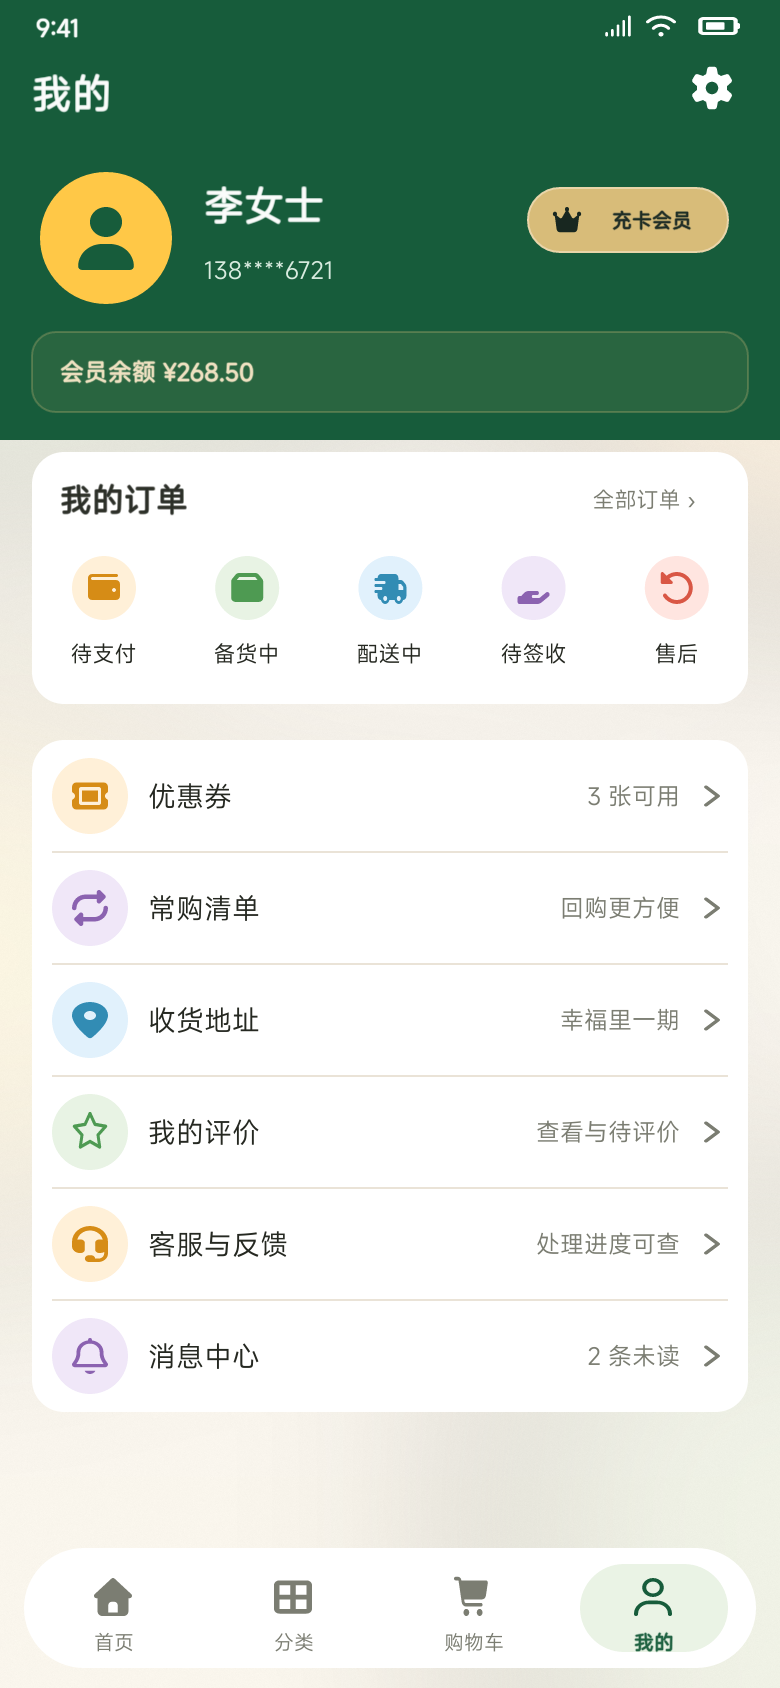 9:41
我的
李女士
138****6721
充卡会员
会员余额 ¥268.50
我的订单
全部订单 ›
待支付 备货中 配送中 待签收 售后
优惠券 3 张可用
常购清单 回购更方便
收货地址 幸福里一期
我的评价 查看与待评价
客服与反馈 处理进度可查
消息中心 2 条未读
首页 分类 购物车 我的